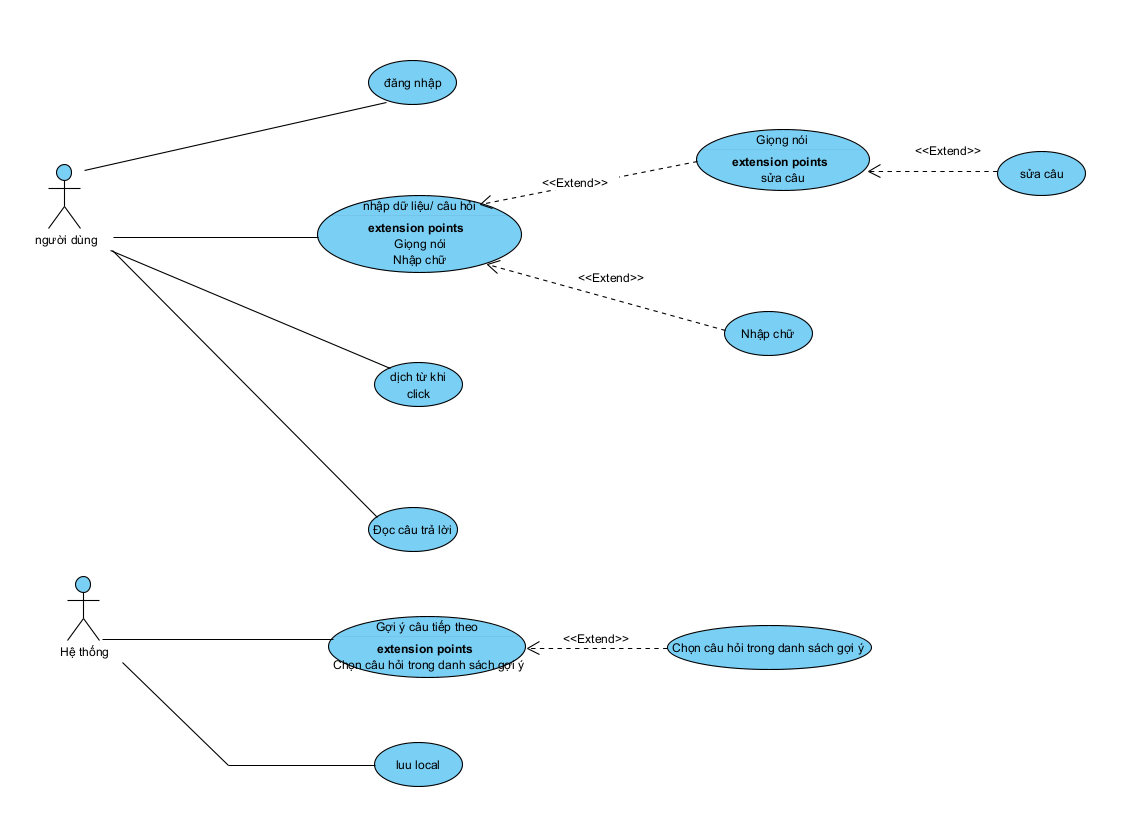 đăng nhập
Giọng nói
extension points
sửa câu
<<Extend>>
sửa câu
<<Extend>>
người dùng
nhập dữ liệu/ câu hỏi
extension points
Giọng nói
Nhập chữ
<<Extend>>
Nhập chữ
dịch từ khi
click
Đọc câu trả lời
Hệ thống
Gợi ý câu tiếp theo
extension points
Chọn câu hỏi trong danh sách gợi ý
<<Extend>>
Chọn câu hỏi trong danh sách gợi ý
luu local